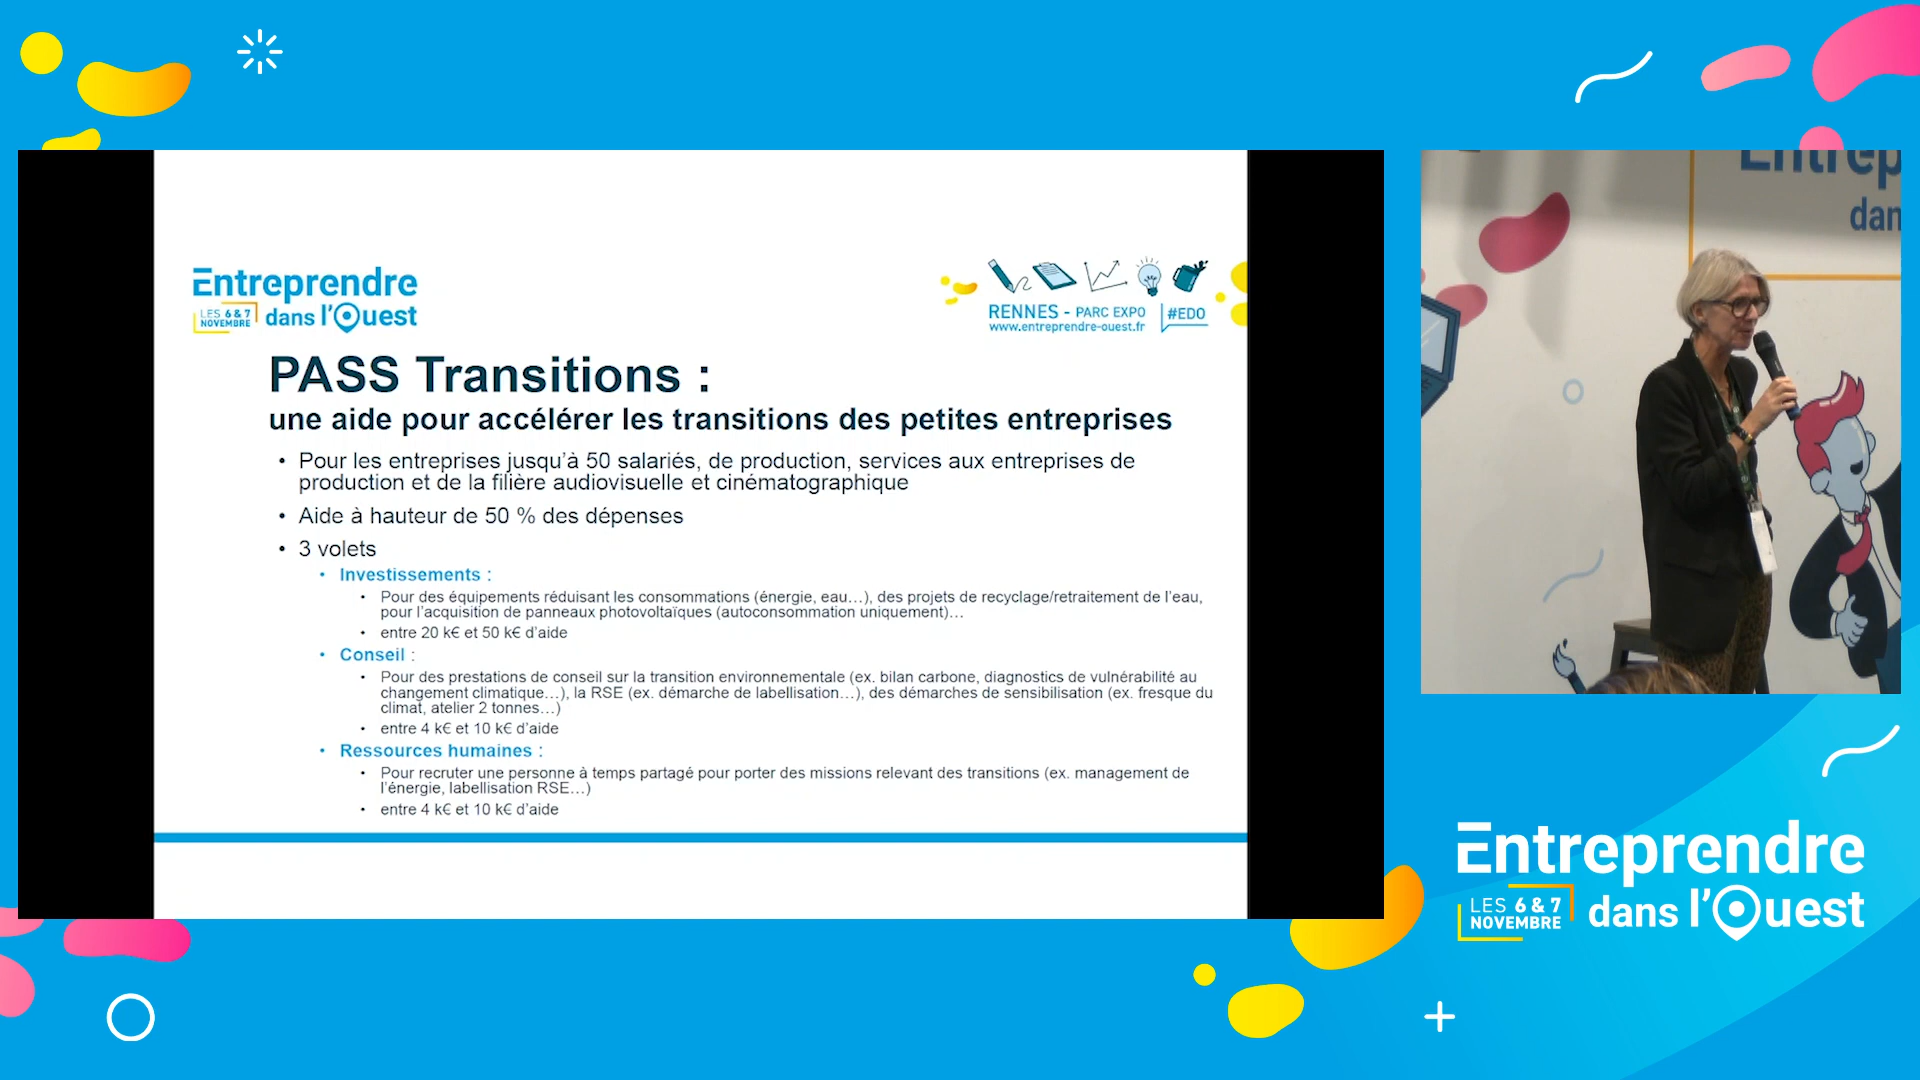 Entreprendre
LES 6 & 7
NOVEMBRE
dans l'Ouest
RENNES - PARC EXPO
www.entreprendre-ouest.fr
#EDO
PASS Transitions :
une aide pour accélérer les transitions des petites entreprises
• Pour les entreprises jusqu'à 50 salariés, de production, services aux entreprises de
production et de la filière audiovisuelle et cinématographique
• Aide à hauteur de 50 % des dépenses
• 3 volets
• Investissements :
• Pour des équipements réduisant les consommations (énergie, eau…), des projets de recyclage/retraitement de l'eau,
pour l'acquisition de panneaux photovoltaïques (autoconsommation uniquement)…
• entre 20 k€ et 50 k€ d'aide
• Conseil :
• Pour des prestations de conseil sur la transition environnementale (ex. bilan carbone, diagnostics de vulnérabilité au
changement climatique…), la RSE (ex. démarche de labellisation…), des démarches de sensibilisation (ex. fresque du
climat, atelier 2 tonnes…)
• entre 4 k€ et 10 k€ d'aide
• Ressources humaines :
• Pour recruter une personne à temps partagé pour porter des missions relevant des transitions (ex. management de
l'énergie, labellisation RSE…)
• entre 4 k€ et 10 k€ d'aide
Entrep
dan
Entreprendre
LES 6 & 7
NOVEMBRE
dans l'Ouest